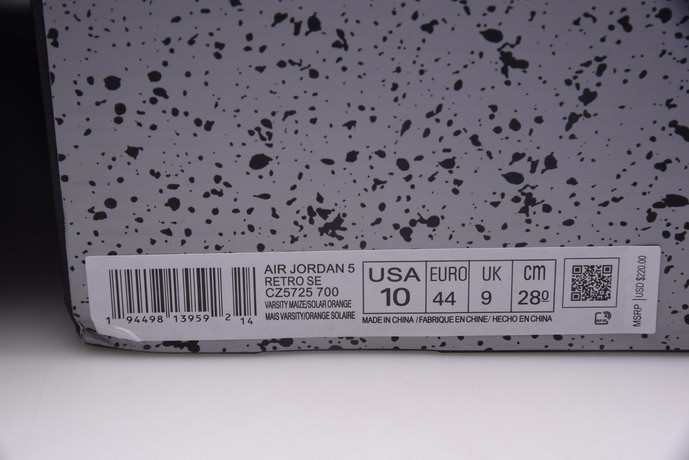 1 94498 13959 2 14
AIR JORDAN 5
RETRO SE
CZ5725 700
VARSITY MAIZE/SOLAR ORANGE
MAIS VARSITY/ORANGE SOLAIRE
USA EURO UK cm
10 44 9 28⁰
MADE IN CHINA / FABRIQUE EN CHINE / HECHO EN CHINA
MSRP | USD $220.00